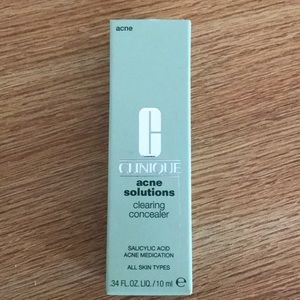 acne
C
CLINIQUE
acne
solutions
clearing
concealer
SALICYLIC ACID
ACNE MEDICATION
ALL SKIN TYPES
.34 FL.OZ.LIQ./10 ml ℮